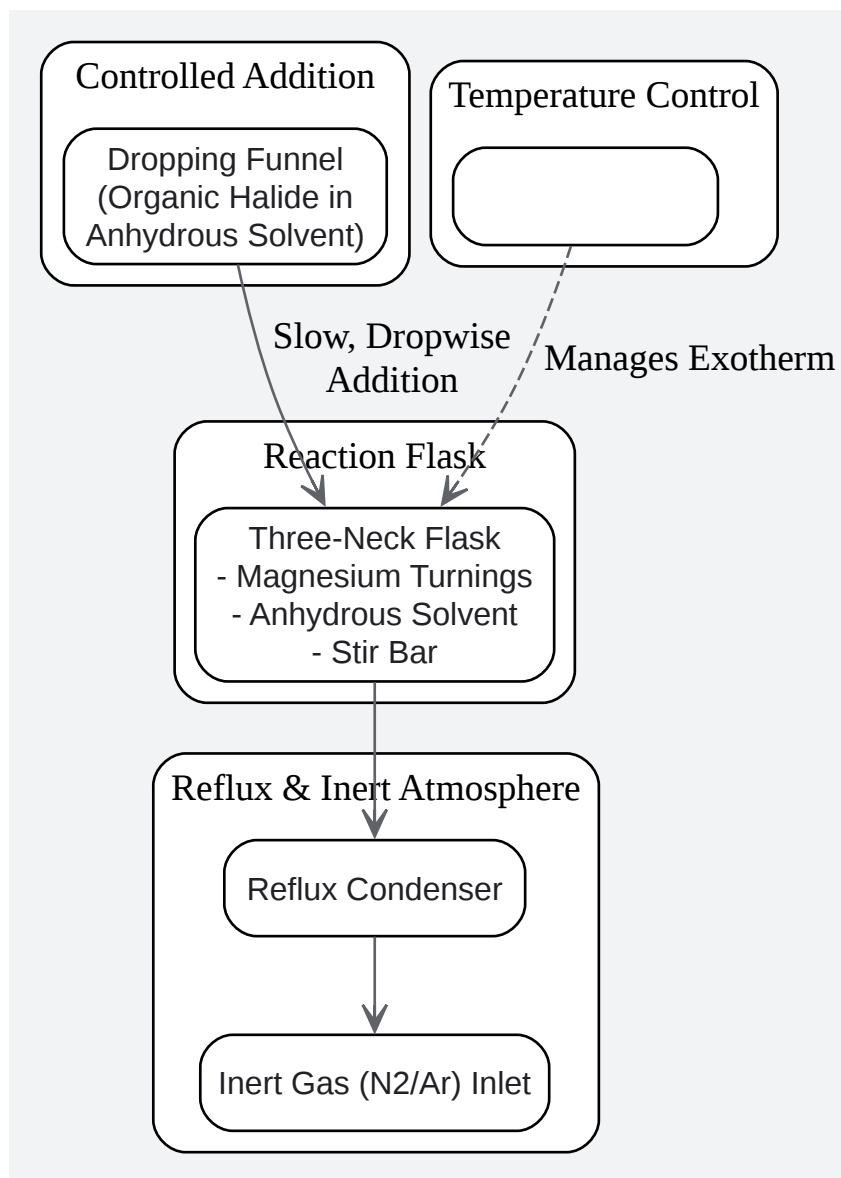 Controlled Addition
Dropping Funnel
(Organic Halide in
Anhydrous Solvent)
Temperature Control
Slow, Dropwise
Addition
Manages Exotherm
Reaction Flask
Three-Neck Flask
- Magnesium Turnings
- Anhydrous Solvent
- Stir Bar
Reflux & Inert Atmosphere
Reflux Condenser
Inert Gas (N2/Ar) Inlet